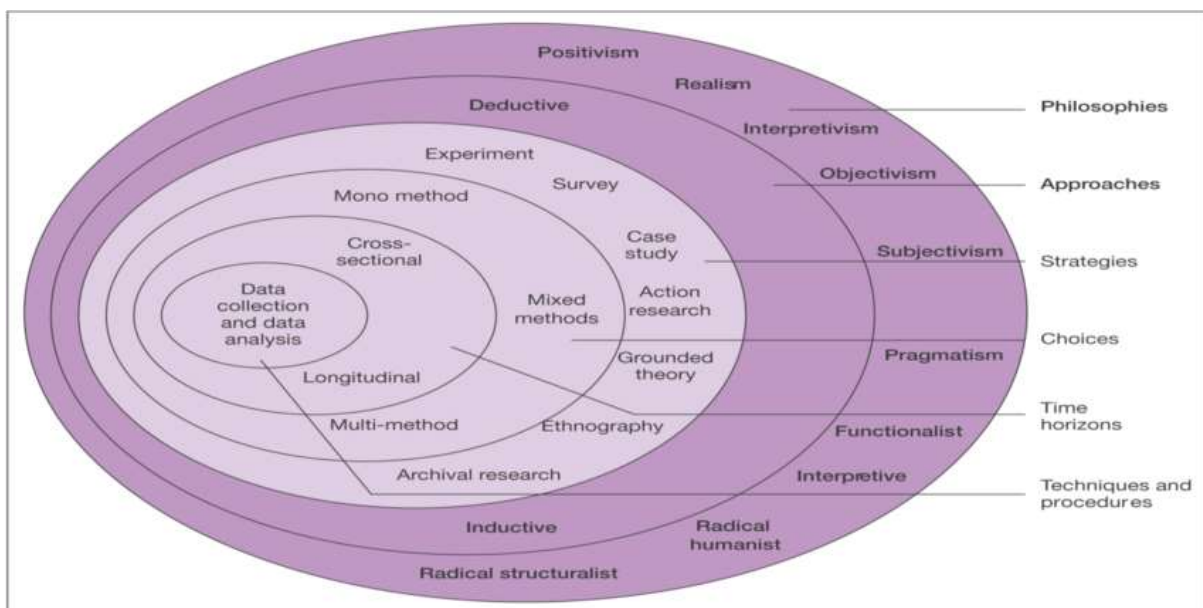 Positivism
Realism
Philosophies
Deductive
Interpretivism
Experiment
Objectivism
Survey
Approaches
Mono method
Cross-
sectional
Case
study
Subjectivism
Strategies
Data
collection
and data
analysis
Mixed
methods
Action
research
Choices
Grounded
theory
Pragmatism
Longitudinal
Time
horizons
Multi-method
Ethnography
Functionalist
Archival research
Interpretive
Techniques and
procedures
Inductive
Radical
humanist
Radical structuralist